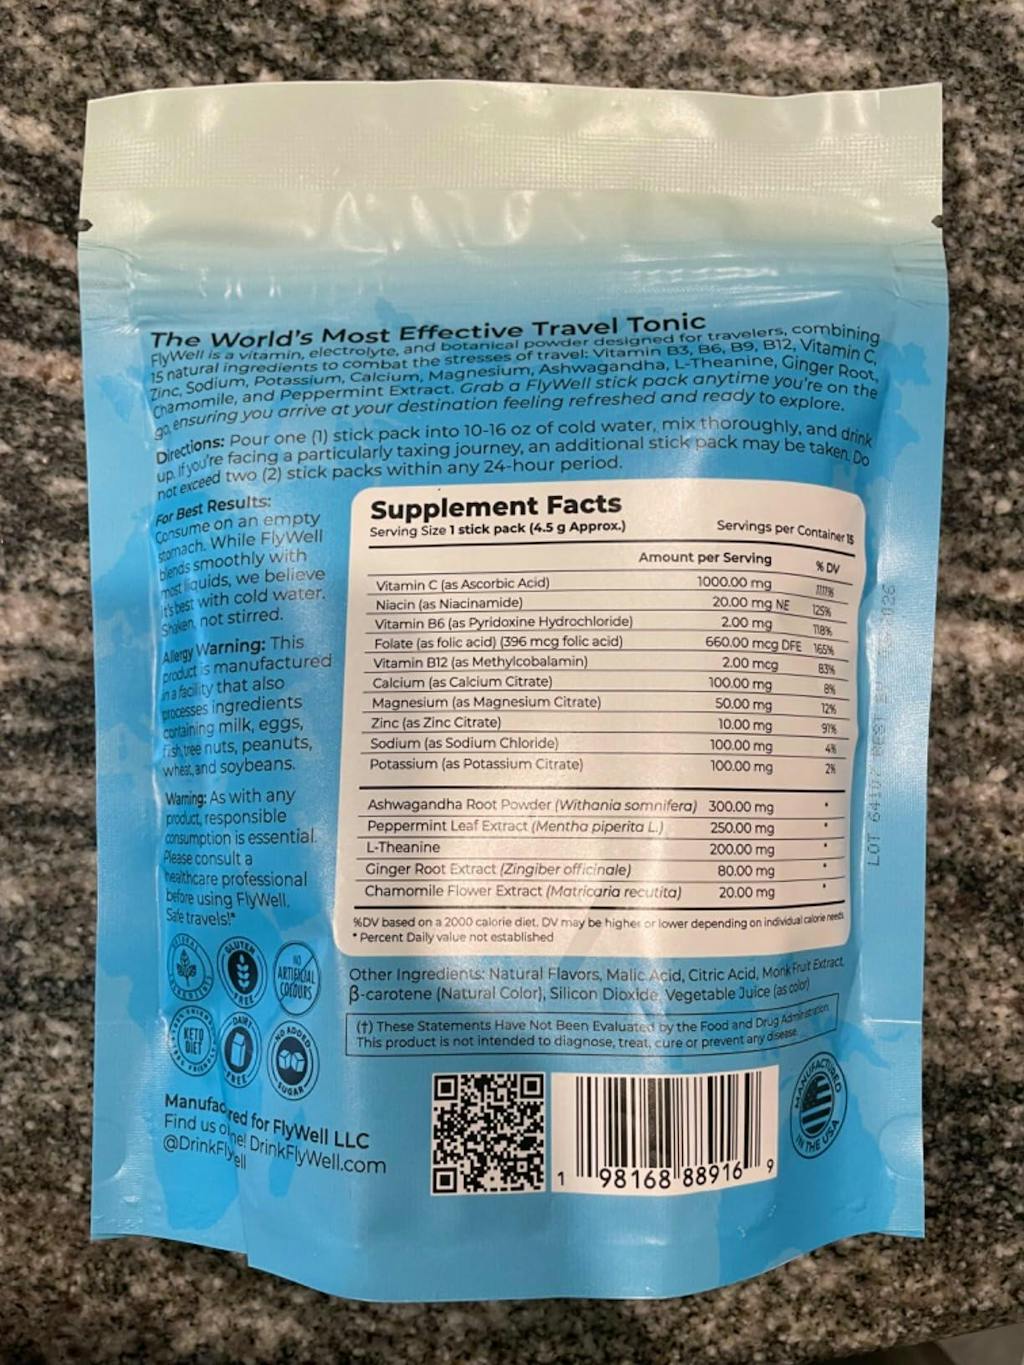 The World's Most Effective Travel Tonic
FlyWell is a vitamin, electrolyte, and botanical powder designed for travelers, combining
15 natural ingredients to combat the stresses of travel: Vitamin B3, B6, B9, B12, Vitamin C,
Zinc, Sodium, Potassium, Calcium, Magnesium, Ashwagandha, L-Theanine, Ginger Root,
Chamomile, and Peppermint Extract. Grab a FlyWell stick pack anytime you're on the
go, ensuring you arrive at your destination feeling refreshed and ready to explore.
Directions: Pour one (1) stick pack into 10-16 oz of cold water, mix thoroughly, and drink
up. If you're facing a particularly taxing journey, an additional stick pack may be taken. Do
not exceed two (2) stick packs within any 24-hour period.
For Best Results:
Consume on an empty
stomach. While FlyWell
blends smoothly with
most liquids, we believe
it's best with cold water.
Shaken, not stirred.
Allergy Warning: This
product is manufactured
in a facility that also
processes ingredients
containing milk, eggs,
fish, tree nuts, peanuts,
wheat, and soybeans.
Warning: As with any
product, responsible
consumption is essential.
Please consult a
healthcare professional
before using FlyWell.
Safe travels!*
Supplement Facts
Serving Size 1 stick pack (4.5 g Approx.) Servings per Container 15
Amount per Serving % DV
Vitamin C (as Ascorbic Acid) 1000.00 mg 1111%
Niacin (as Niacinamide) 20.00 mg NE 125%
Vitamin B6 (as Pyridoxine Hydrochloride) 2.00 mg 118%
Folate (as folic acid) (396 mcg folic acid) 660.00 mcg DFE 165%
Vitamin B12 (as Methylcobalamin) 2.00 mcg 83%
Calcium (as Calcium Citrate) 100.00 mg 8%
Magnesium (as Magnesium Citrate) 50.00 mg 12%
Zinc (as Zinc Citrate) 10.00 mg 91%
Sodium (as Sodium Chloride) 100.00 mg 4%
Potassium (as Potassium Citrate) 100.00 mg 2%
Ashwagandha Root Powder (Withania somnifera) 300.00 mg *
Peppermint Leaf Extract (Mentha piperita L.) 250.00 mg *
L-Theanine 200.00 mg *
Ginger Root Extract (Zingiber officinale) 80.00 mg *
Chamomile Flower Extract (Matricaria recutita) 20.00 mg *
%DV based on a 2000 calorie diet. DV may be higher or lower depending on individual calorie needs
* Percent Daily value not established
Other Ingredients: Natural Flavors, Malic Acid, Citric Acid, Monk Fruit Extract,
β-carotene (Natural Color), Silicon Dioxide, Vegetable Juice (as color)
(†) These Statements Have Not Been Evaluated by the Food and Drug Administration.
This product is not intended to diagnose, treat, cure or prevent any disease.
NATURAL
GLUTEN FREE
NO ARTIFICIAL COLOURS
KETO DIET
DAIRY FREE
NO ADDED SUGAR
Manufac red for FlyWell LLC
Find us o ne! DrinkFlyWell.com
@DrinkFly ell
1 98168 88916 9
MANUFACTURED IN THE USA
LOT 64107 BEST